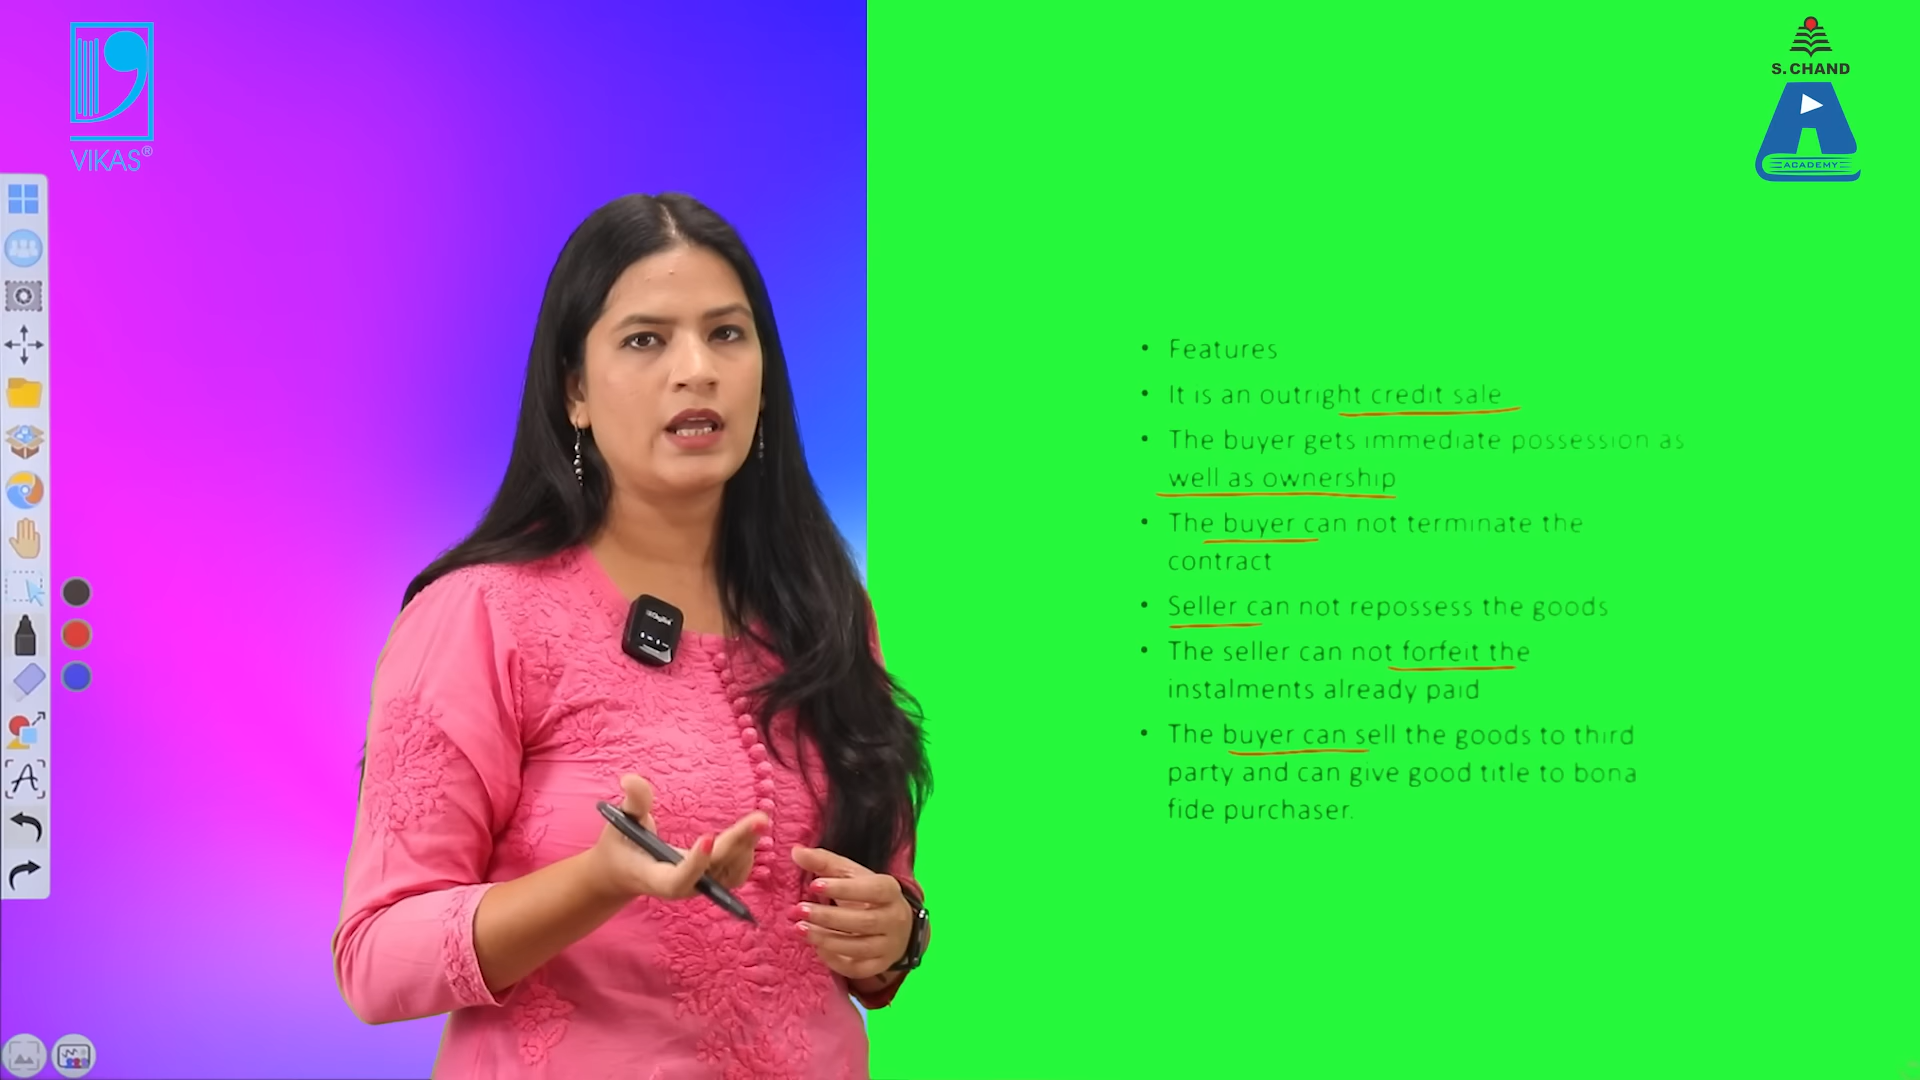 VIKAS®
S. CHAND
ACADEMY
• Features
• It is an outright credit sale
• The buyer gets immediate possession as
well as ownership
• The buyer can not terminate the
contract
• Seller can not repossess the goods
• The seller can not forfeit the
instalments already paid
• The buyer can sell the goods to third
party and can give good title to bona
fide purchaser.